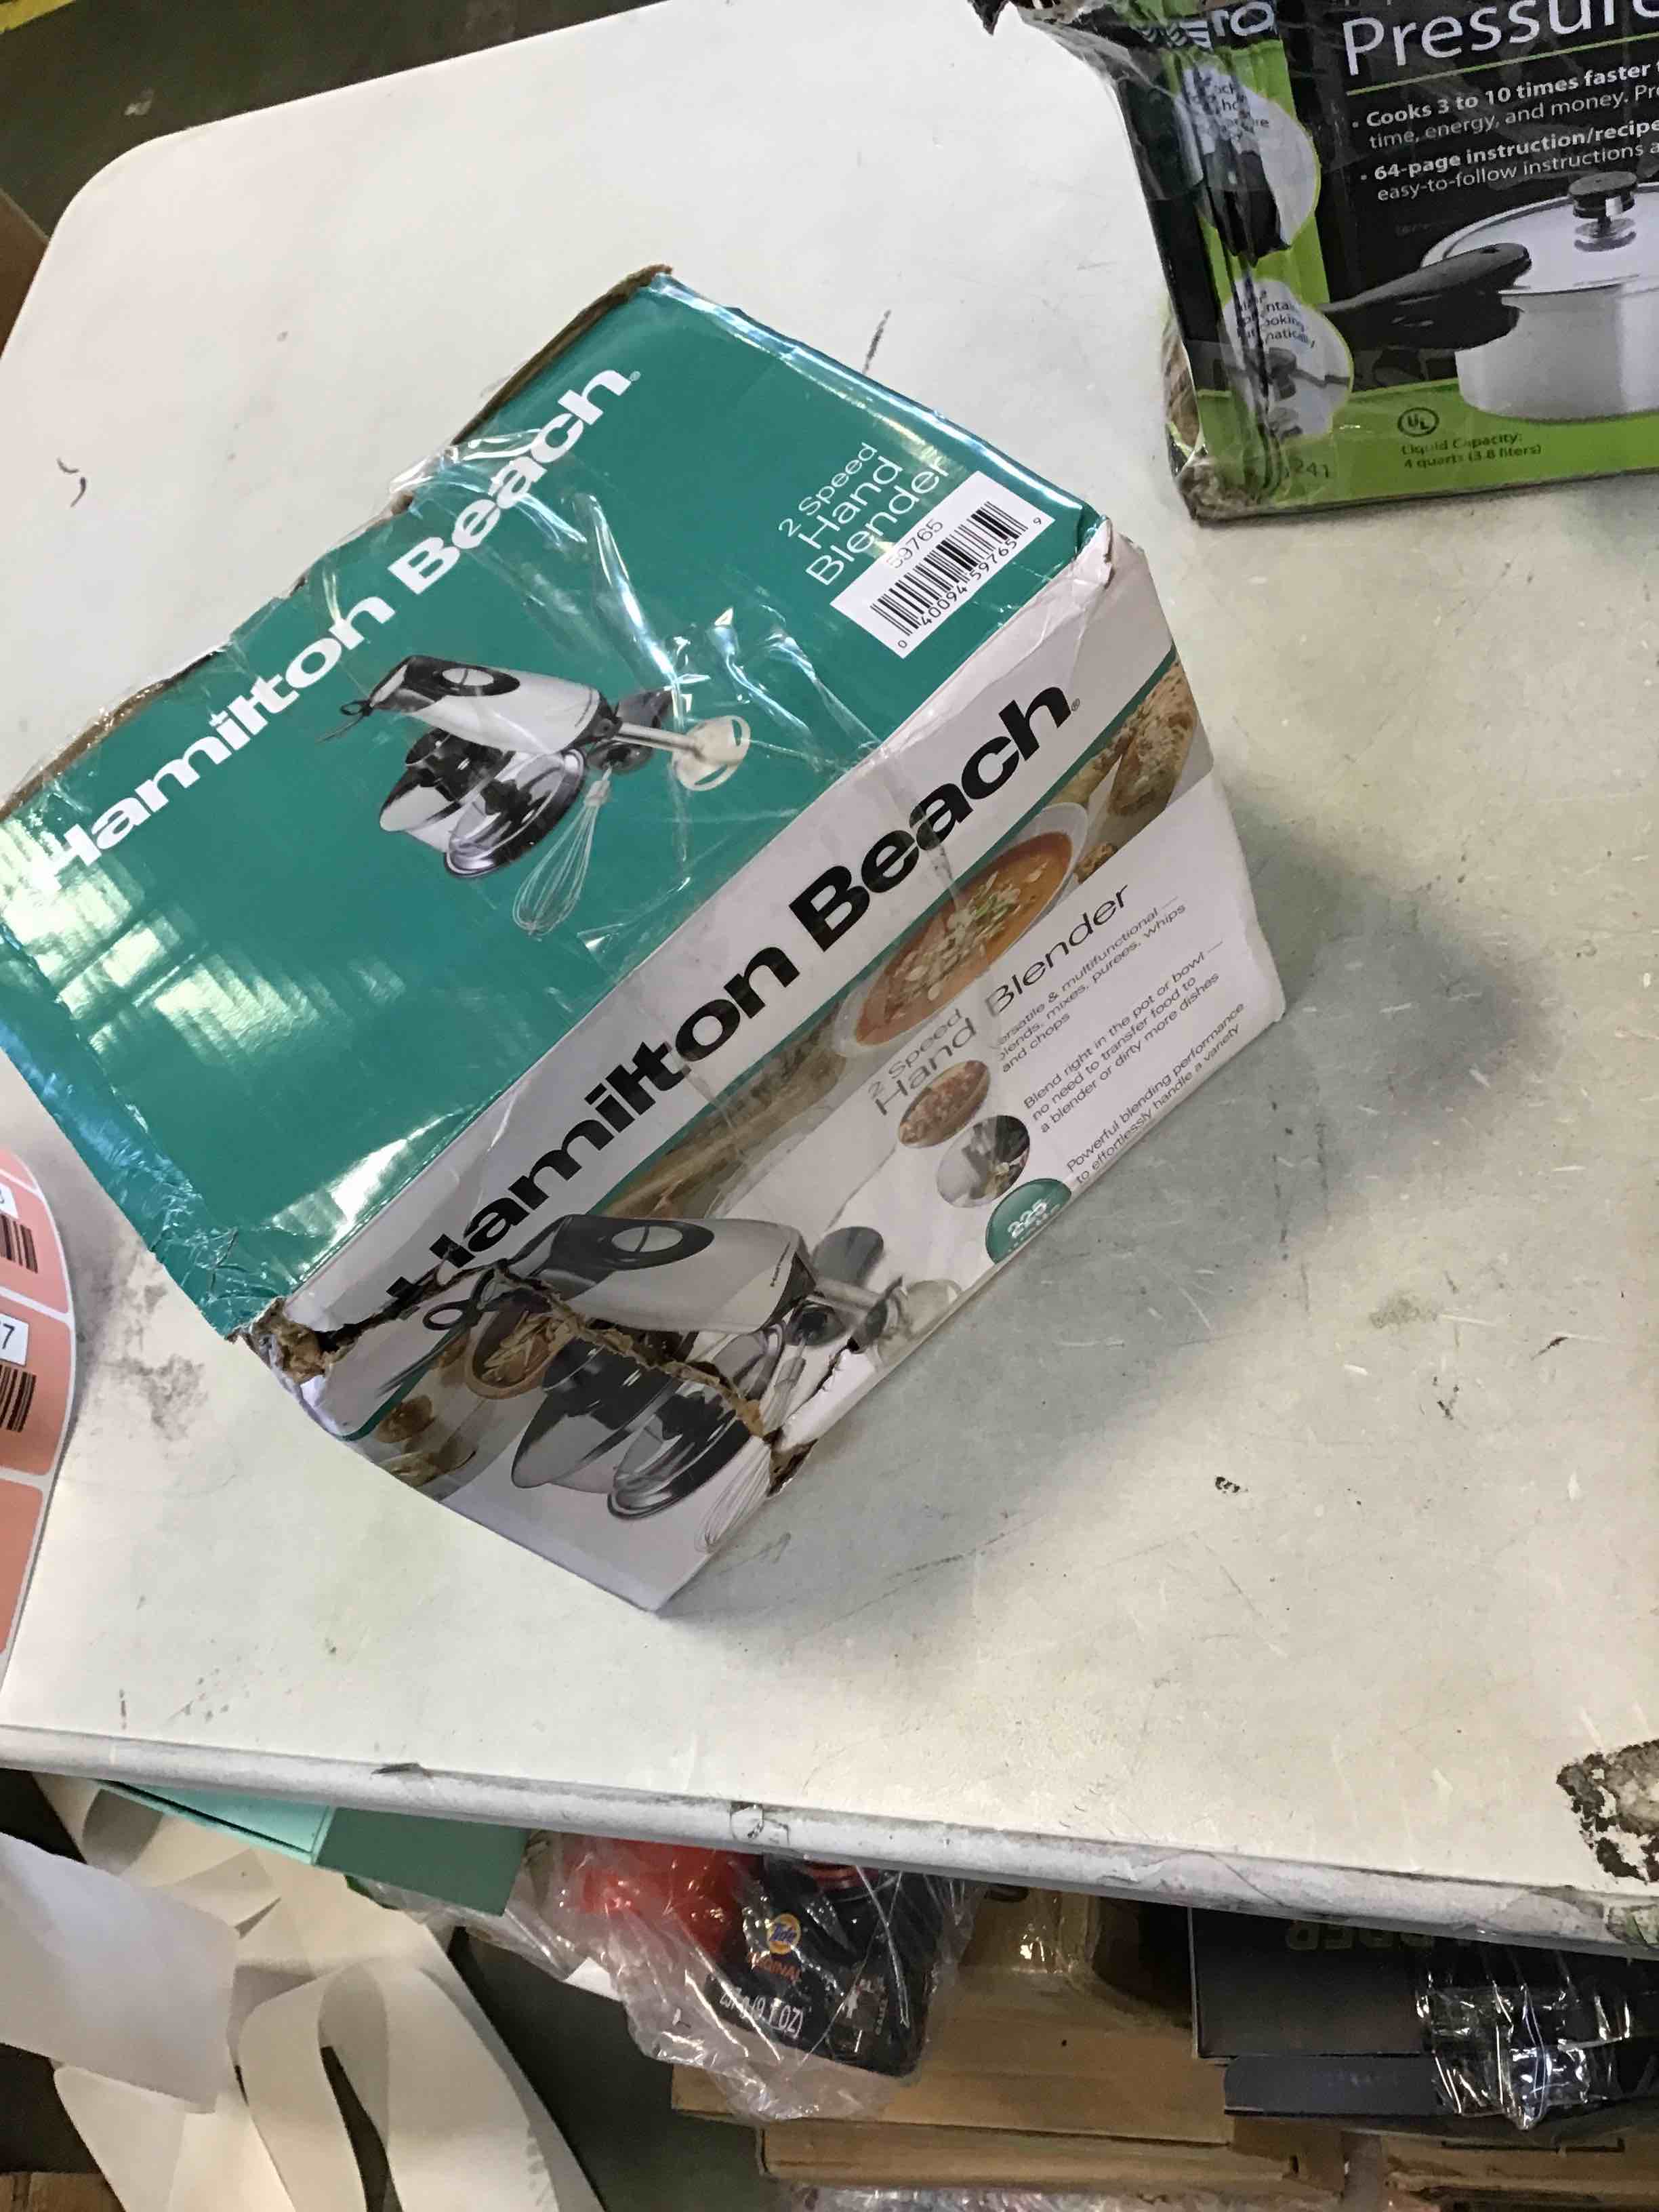 Pressure
• Cooks 3 to 10 times faster
time, energy, and money.
• 64-page instruction/recipe
easy-to-follow instructions
UL
Liquid Capacity:
4 quarts (3.8 liters)
Hamilton Beach®
2 Speed
Hand
Blender
59765
0 40094 59765 9
Hamilton Beach®
2 Speed
Hand Blender
versatile & multifunctional —
blends, mixes, purees, whips
and chops
Blend right in the pot or bowl —
no need to transfer food to
a blender or dirty more dishes
Powerful blending performance
to effortlessly handle a variety
225
7
Tide